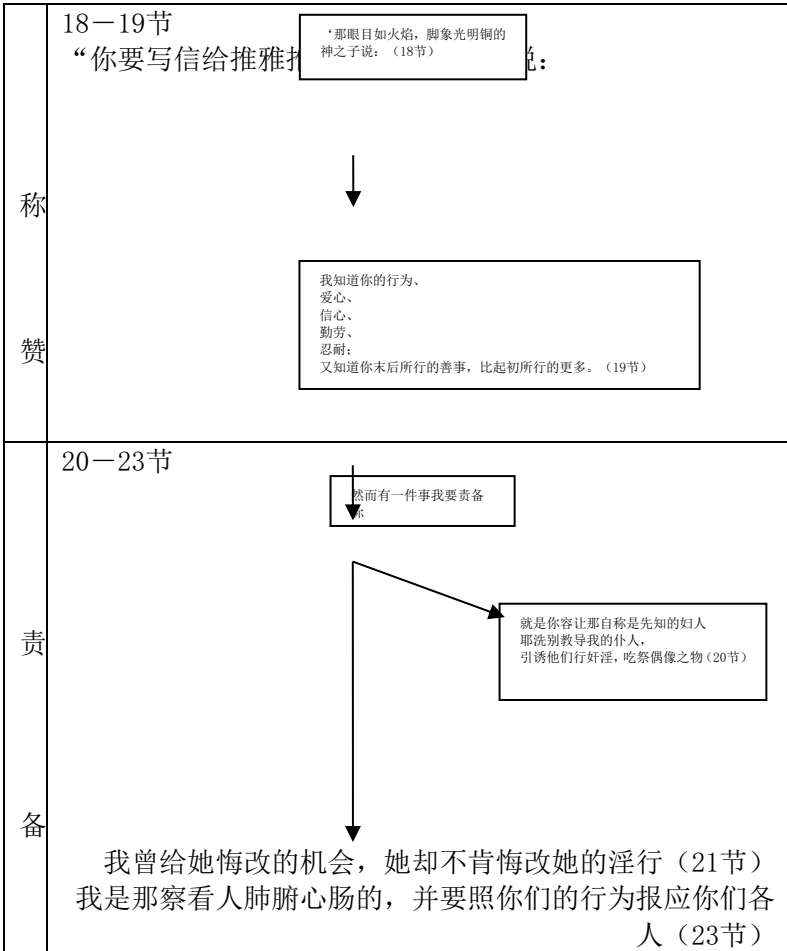 18－19节
“你要写信给推雅推
说：
‘那眼目如火焰，脚象光明铜的
神之子说：（18节）
称
赞
我知道你的行为、
爱心、
信心、
勤劳、
忍耐；
又知道你末后所行的善事，比起初所行的更多。（19节）
20－23节
然而有一件事我要责备
你
责
备
就是你容让那自称是先知的妇人
耶洗别教导我的仆人，
引诱他们行奸淫，吃祭偶像之物（20节）
我曾给她悔改的机会，她却不肯悔改她的淫行（21节）
我是那察看人肺腑心肠的，并要照你们的行为报应你们各
人（23节）